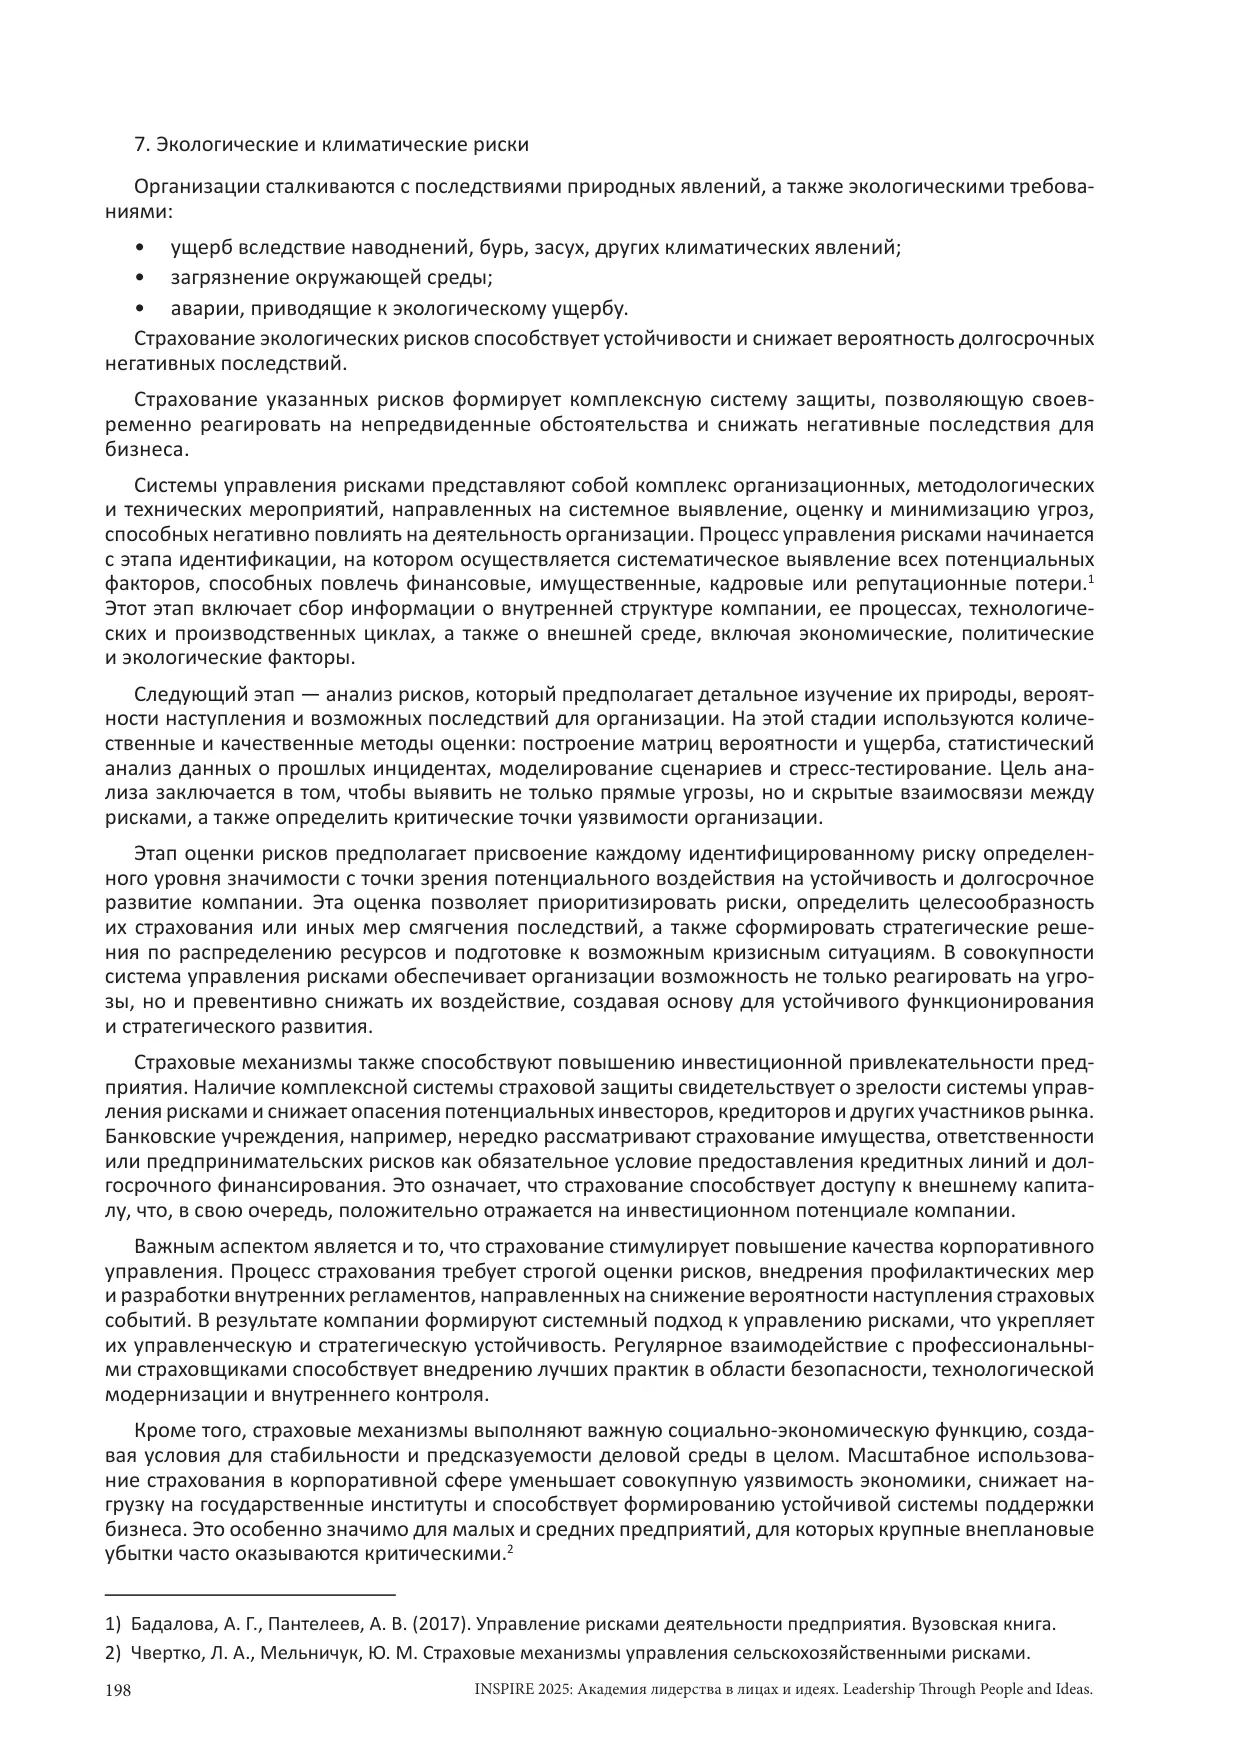 7. Экологические и климатические риски
Организации сталкиваются с последствиями природных явлений, а также экологическими требова-
ниями:
• ущерб вследствие наводнений, бурь, засух, других климатических явлений;
• загрязнение окружающей среды;
• аварии, приводящие к экологическому ущербу.
Страхование экологических рисков способствует устойчивости и снижает вероятность долгосрочных
негативных последствий.
Страхование указанных рисков формирует комплексную систему защиты, позволяющую своев-
ременно реагировать на непредвиденные обстоятельства и снижать негативные последствия для
бизнеса.
Системы управления рисками представляют собой комплекс организационных, методологических
и технических мероприятий, направленных на системное выявление, оценку и минимизацию угроз,
способных негативно повлиять на деятельность организации. Процесс управления рисками начинается
с этапа идентификации, на котором осуществляется систематическое выявление всех потенциальных
факторов, способных повлечь финансовые, имущественные, кадровые или репутационные потери.1
Этот этап включает сбор информации о внутренней структуре компании, ее процессах, технологиче-
ских и производственных циклах, а также о внешней среде, включая экономические, политические
и экологические факторы.
Следующий этап — анализ рисков, который предполагает детальное изучение их природы, вероят-
ности наступления и возможных последствий для организации. На этой стадии используются количе-
ственные и качественные методы оценки: построение матриц вероятности и ущерба, статистический
анализ данных о прошлых инцидентах, моделирование сценариев и стресс-тестирование. Цель ана-
лиза заключается в том, чтобы выявить не только прямые угрозы, но и скрытые взаимосвязи между
рисками, а также определить критические точки уязвимости организации.
Этап оценки рисков предполагает присвоение каждому идентифицированному риску определен-
ного уровня значимости с точки зрения потенциального воздействия на устойчивость и долгосрочное
развитие компании. Эта оценка позволяет приоритизировать риски, определить целесообразность
их страхования или иных мер смягчения последствий, а также сформировать стратегические реше-
ния по распределению ресурсов и подготовке к возможным кризисным ситуациям. В совокупности
система управления рисками обеспечивает организации возможность не только реагировать на угро-
зы, но и превентивно снижать их воздействие, создавая основу для устойчивого функционирования
и стратегического развития.
Страховые механизмы также способствуют повышению инвестиционной привлекательности пред-
приятия. Наличие комплексной системы страховой защиты свидетельствует о зрелости системы управ-
ления рисками и снижает опасения потенциальных инвесторов, кредиторов и других участников рынка.
Банковские учреждения, например, нередко рассматривают страхование имущества, ответственности
или предпринимательских рисков как обязательное условие предоставления кредитных линий и дол-
госрочного финансирования. Это означает, что страхование способствует доступу к внешнему капита-
лу, что, в свою очередь, положительно отражается на инвестиционном потенциале компании.
Важным аспектом является и то, что страхование стимулирует повышение качества корпоративного
управления. Процесс страхования требует строгой оценки рисков, внедрения профилактических мер
и разработки внутренних регламентов, направленных на снижение вероятности наступления страховых
событий. В результате компании формируют системный подход к управлению рисками, что укрепляет
их управленческую и стратегическую устойчивость. Регулярное взаимодействие с профессиональны-
ми страховщиками способствует внедрению лучших практик в области безопасности, технологической
модернизации и внутреннего контроля.
Кроме того, страховые механизмы выполняют важную социально-экономическую функцию, созда-
вая условия для стабильности и предсказуемости деловой среды в целом. Масштабное использова-
ние страхования в корпоративной сфере уменьшает совокупную уязвимость экономики, снижает на-
грузку на государственные институты и способствует формированию устойчивой системы поддержки
бизнеса. Это особенно значимо для малых и средних предприятий, для которых крупные внеплановые
убытки часто оказываются критическими.2
1) Бадалова, А. Г., Пантелеев, А. В. (2017). Управление рисками деятельности предприятия. Вузовская книга.
2) Чвертко, Л. А., Мельничук, Ю. М. Страховые механизмы управления сельскохозяйственными рисками.
198 INSPIRE 2025: Академия лидерства в лицах и идеях. Leadership Through People and Ideas.